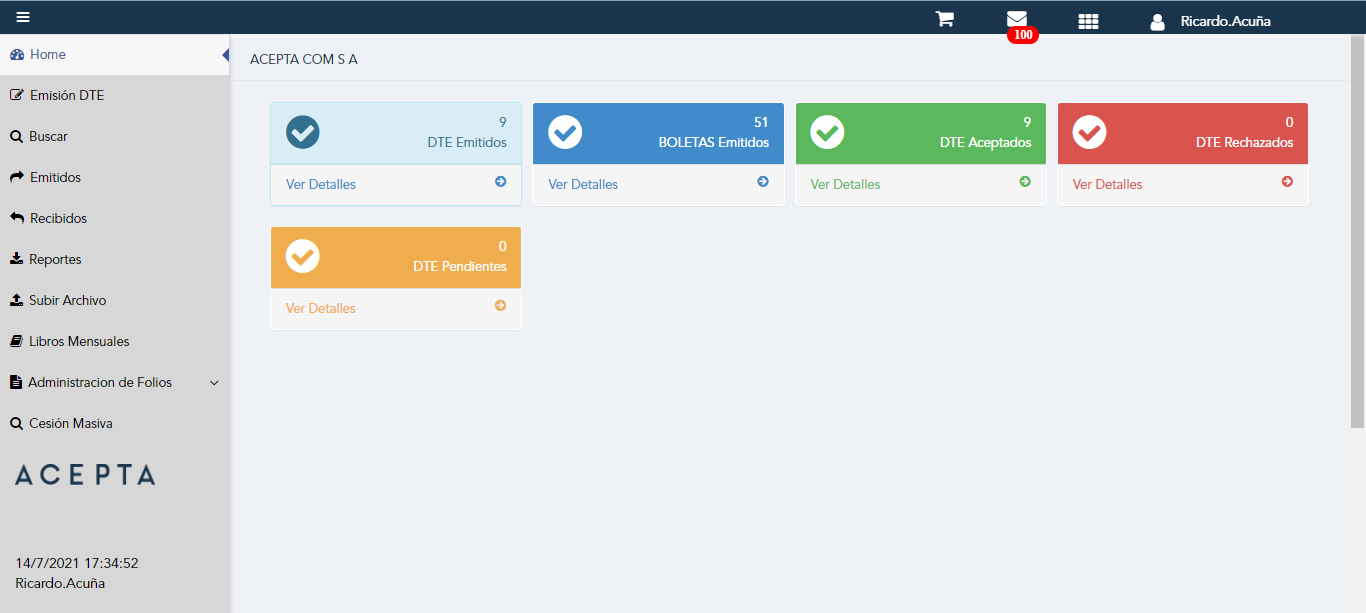 Ricardo.Acuña
100
Home
ACEPTA COM S A
Emisión DTE
Buscar
Emitidos
Recibidos
Reportes
Subir Archivo
Libros Mensuales
Administracion de Folios
Cesión Masiva
ACEPTA
14/7/2021 17:34:52
Ricardo.Acuña
9
DTE Emitidos
Ver Detalles
51
BOLETAS Emitidos
Ver Detalles
9
DTE Aceptados
Ver Detalles
0
DTE Rechazados
Ver Detalles
0
DTE Pendientes
Ver Detalles